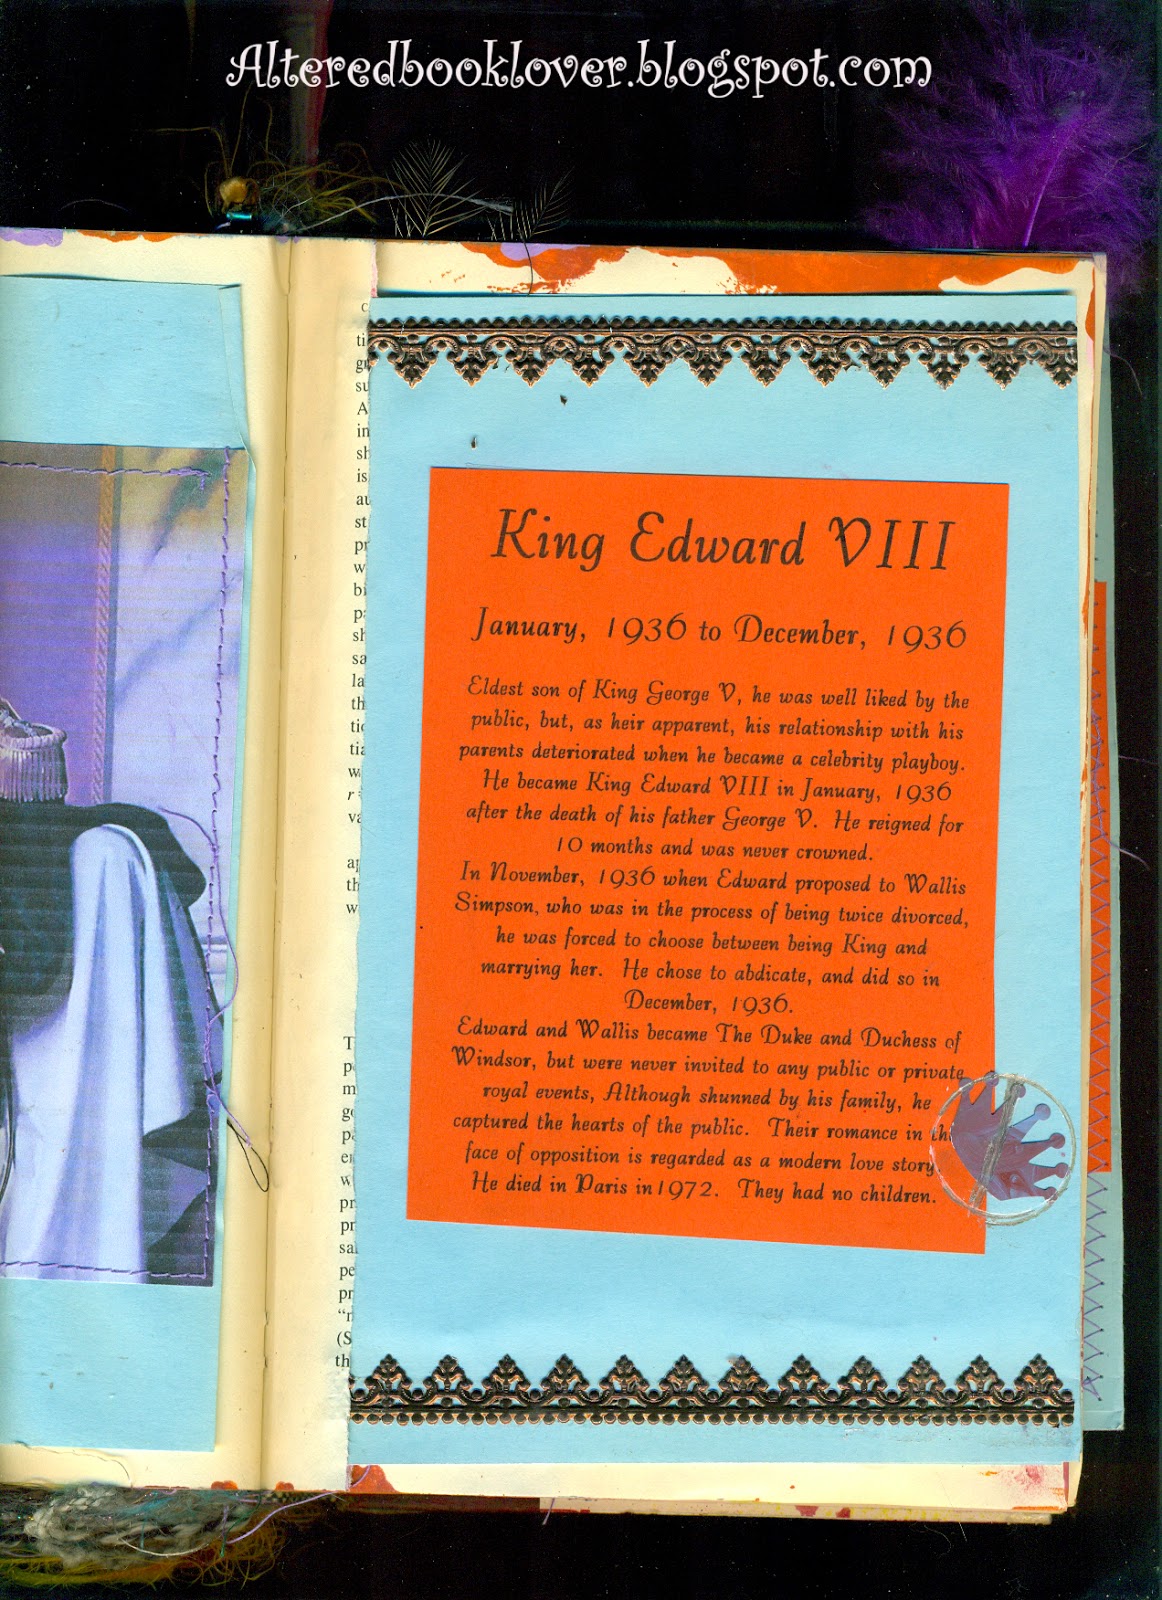 Alteredbooklover.blogspot.com
King Edward VIII
January, 1936 to December, 1936
Eldest son of King George V, he was well liked by the
public, but, as heir apparent, his relationship with his
parents deteriorated when he became a celebrity playboy.
He became King Edward VIII in January, 1936
after the death of his father George V. He reigned for
10 months and was never crowned.
In November, 1936 when Edward proposed to Wallis
Simpson, who was in the process of being twice divorced,
he was forced to choose between being King and
marrying her. He chose to abdicate, and did so in
December, 1936.
Edward and Wallis became The Duke and Duchess of
Windsor, but were never invited to any public or private
royal events, Although shunned by his family, he
captured the hearts of the public. Their romance in the
face of opposition is regarded as a modern love story.
He died in Paris in1972. They had no children.